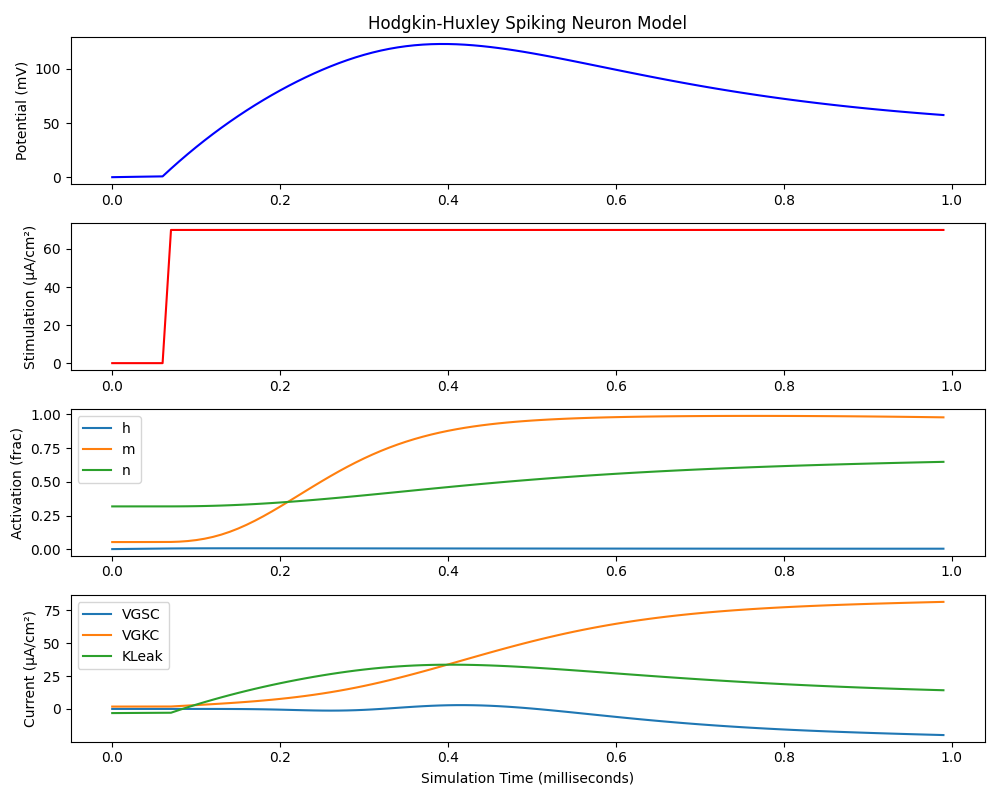 Hodgkin-Huxley Spiking Neuron Model
Potential (mV)
100
50
0
0.0 0.2 0.4 0.6 0.8 1.0
Stimulation (µA/cm²)
60
40
20
0
0.0 0.2 0.4 0.6 0.8 1.0
Activation (frac)
1.00
0.75
0.50
0.25
0.00
h
m
n
0.0 0.2 0.4 0.6 0.8 1.0
Current (µA/cm²)
75
50
25
0
VGSC
VGKC
KLeak
0.0 0.2 0.4 0.6 0.8 1.0
Simulation Time (milliseconds)